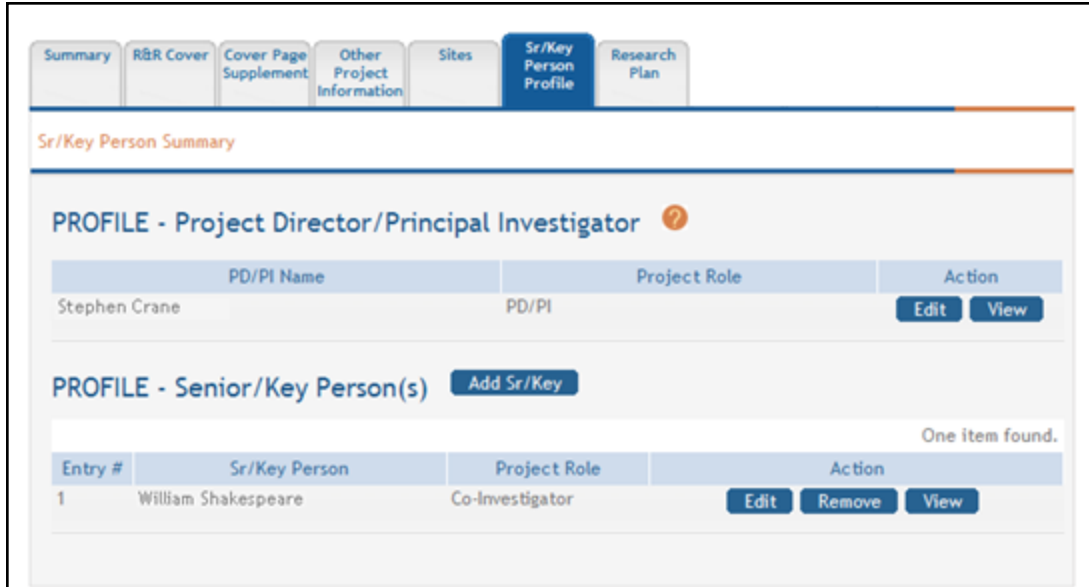 Summary
R&R Cover
Cover Page
Supplement
Other
Project
Information
Sites
Sr/Key
Person
Profile
Research
Plan
Sr/Key Person Summary
PROFILE - Project Director/Principal Investigator ?
PD/PI Name Project Role Action
Stephen Crane PD/PI Edit View
PROFILE - Senior/Key Person(s) Add Sr/Key
One item found.
Entry # Sr/Key Person Project Role Action
1 William Shakespeare Co-Investigator Edit Remove View